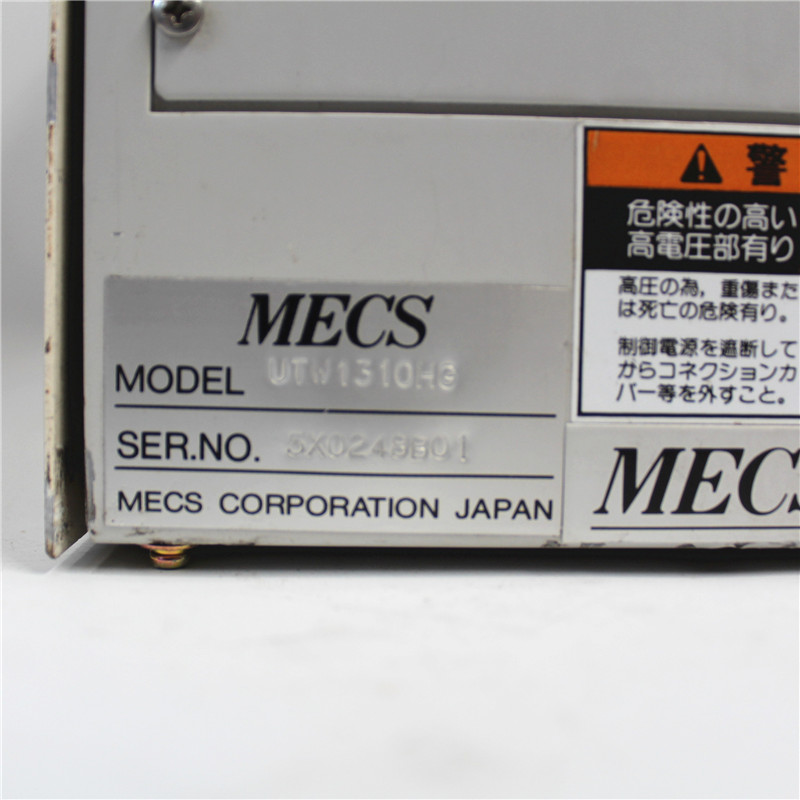 警
危険性の高い
高電圧部有り
高圧の為，重傷また
は死亡の危険有り。
制御電源を遮断して
からコネクションカ
バー等を外すこと。
MECS
MODEL UTW1310HG
SER.NO.
MECS CORPORATION JAPAN
MECS